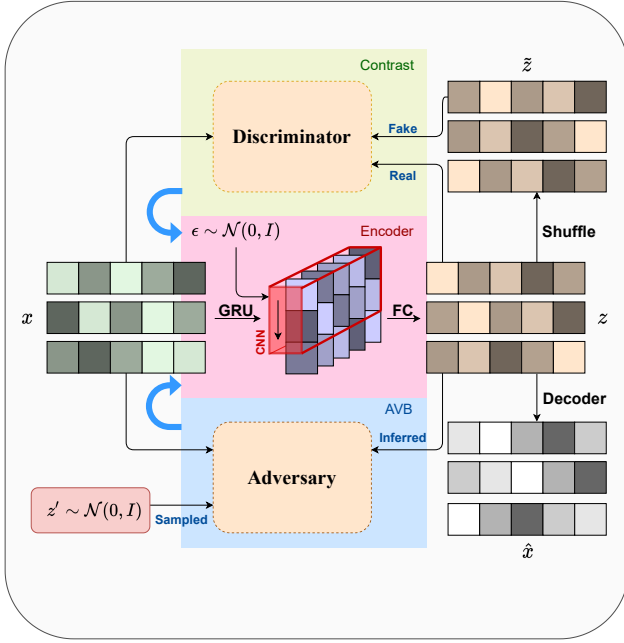 Contrast
z̃
Discriminator
Fake
Real
ϵ ∼ 𝒩(0, I)
Encoder
Shuffle
x
GRU
CNN
FC
z
AVB
Decoder
Inferred
Adversary
z′ ∼ 𝒩(0, I)
Sampled
x̂